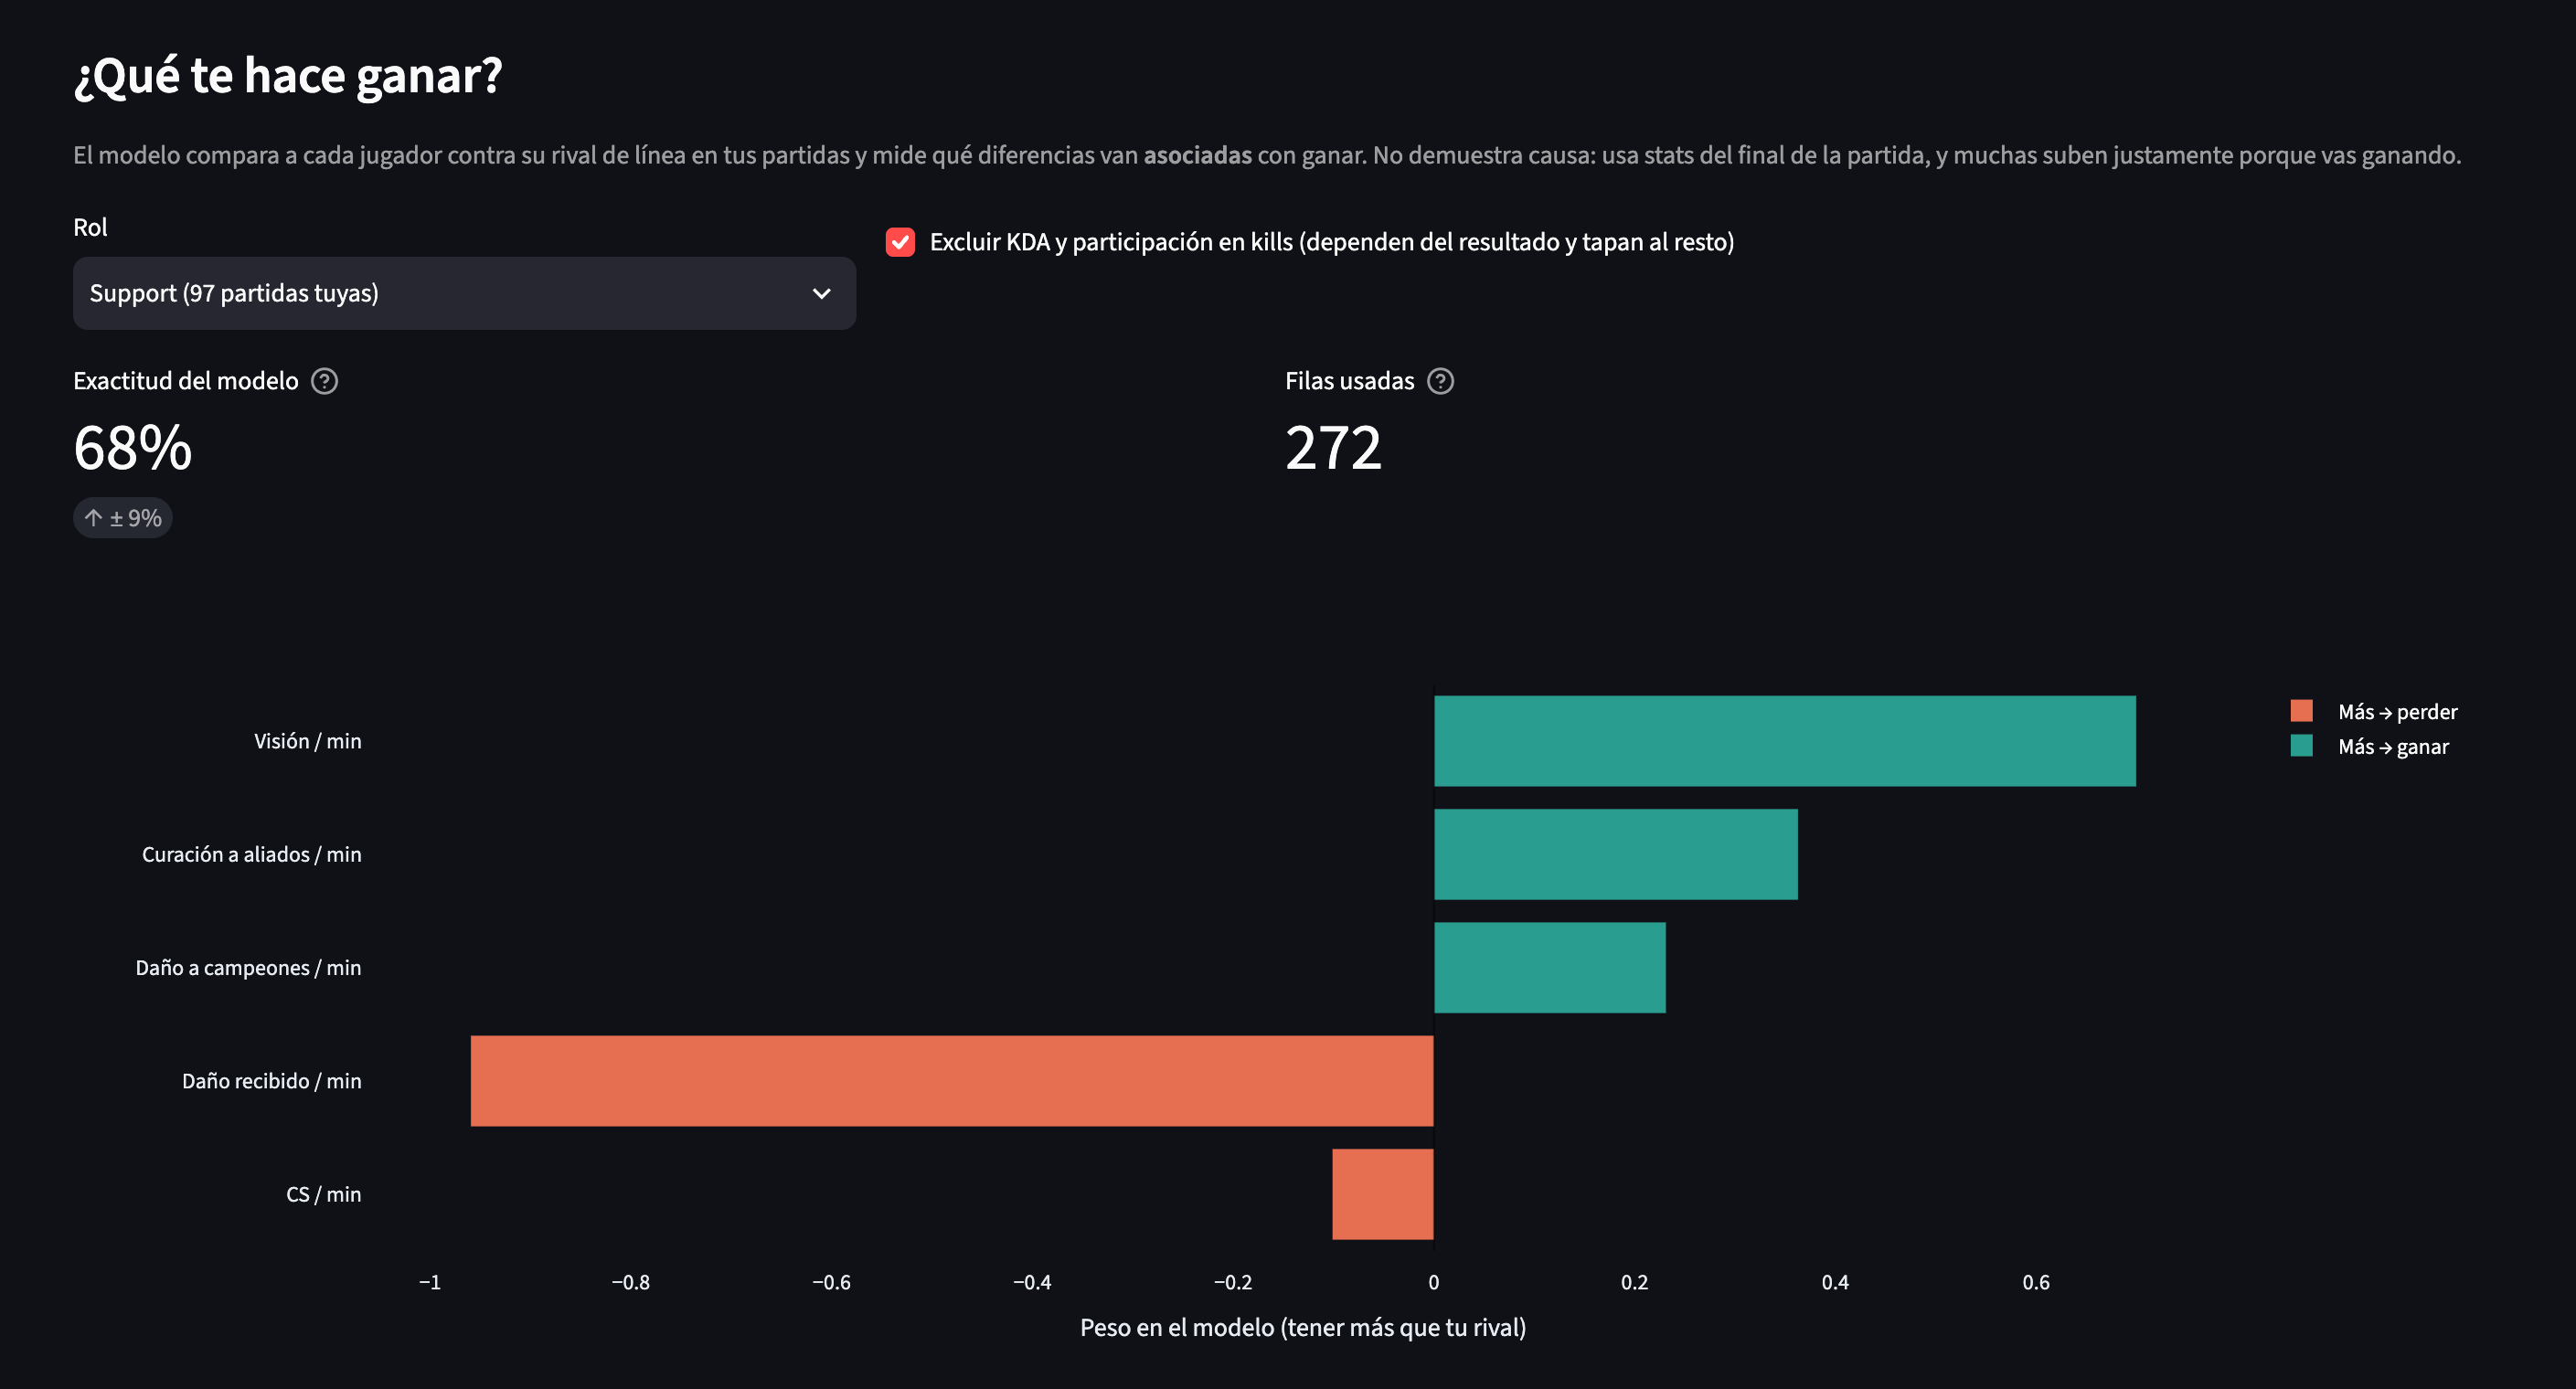 ¿Qué te hace ganar?
El modelo compara a cada jugador contra su rival de línea en tus partidas y mide qué diferencias van asociadas con ganar. No demuestra causa: usa stats del final de la partida, y muchas suben justamente porque vas ganando.
Rol
Support (97 partidas tuyas)
Excluir KDA y participación en kills (dependen del resultado y tapan al resto)
Exactitud del modelo
68%
↑ ± 9%
Filas usadas
272
Más → perder
Más → ganar
Visión / min
Curación a aliados / min
Daño a campeones / min
Daño recibido / min
CS / min
−1 −0.8 −0.6 −0.4 −0.2 0 0.2 0.4 0.6
Peso en el modelo (tener más que tu rival)